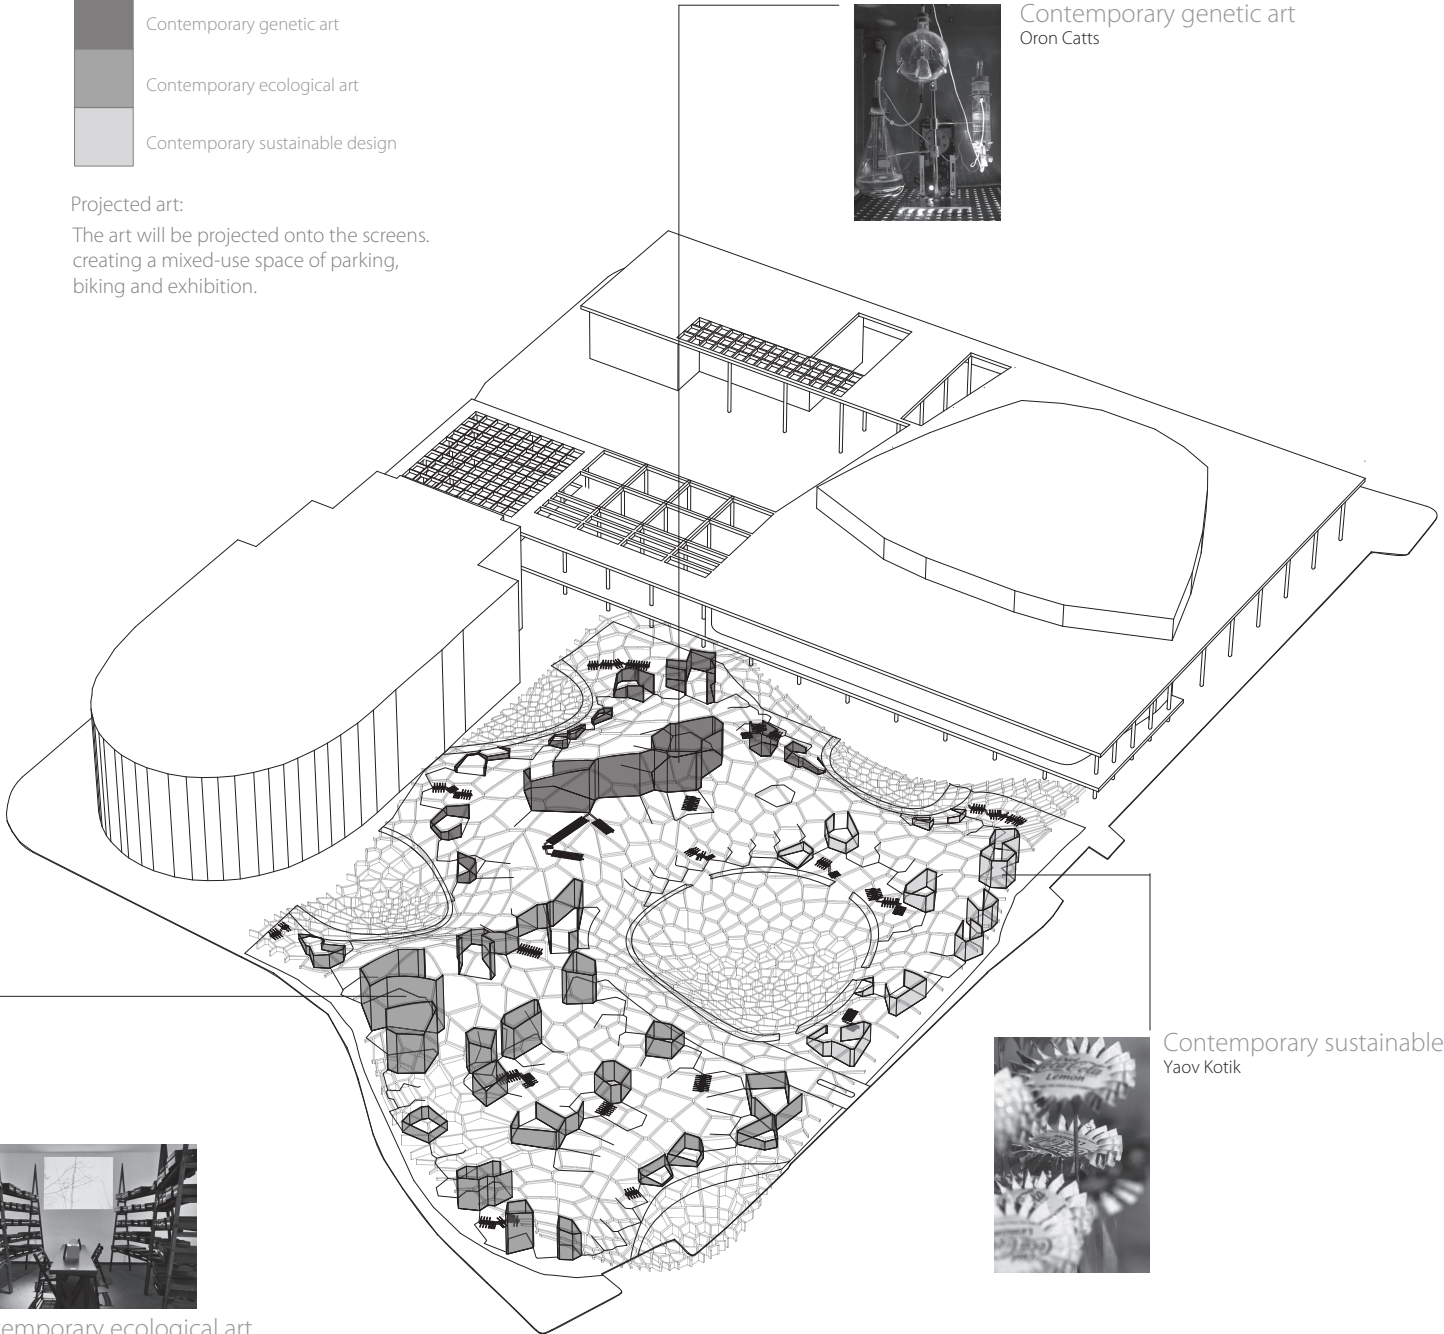 Contemporary genetic art
Contemporary ecological art
Contemporary sustainable design
Projected art:
The art will be projected onto the screens.
creating a mixed-use space of parking,
biking and exhibition.
Contemporary genetic art
Oron Catts
Contemporary sustainable
Yaov Kotik
Lemon
temporary ecological art